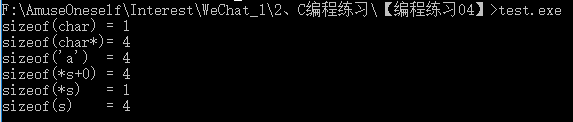 F:\AmuseOneself\Interest\WeChat_1\2、C编程练习\【编程练习04】>test.exe
sizeof(char) = 1
sizeof(char*)= 4
sizeof('a')  = 4
sizeof(*s+0) = 4
sizeof(*s)   = 1
sizeof(s)    = 4